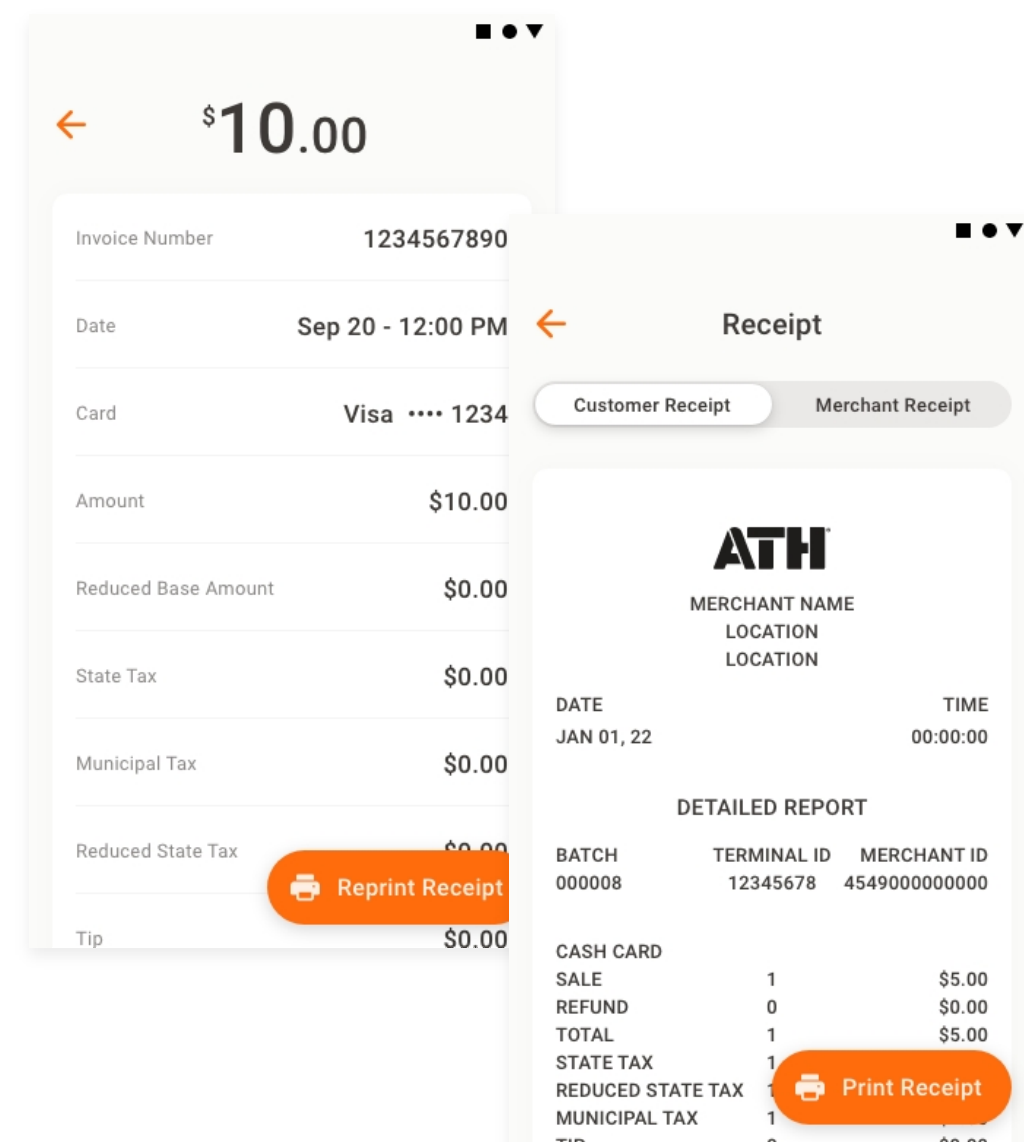 $10.00
Invoice Number 1234567890
Date Sep 20 - 12:00 PM
Card Visa •••• 1234
Amount $10.00
Reduced Base Amount $0.00
State Tax $0.00
Municipal Tax $0.00
Reduced State Tax $0.00
Reprint Receipt
Tip $0.00
Receipt
Customer Receipt Merchant Receipt
ATH®
MERCHANT NAME
LOCATION
LOCATION
DATE TIME
JAN 01, 22 00:00:00
DETAILED REPORT
BATCH TERMINAL ID MERCHANT ID
000008 12345678 4549000000000
CASH CARD
SALE 1 $5.00
REFUND 0 $0.00
TOTAL 1 $5.00
STATE TAX 1
REDUCED STATE TAX 1
Print Receipt
MUNICIPAL TAX 1
TIP